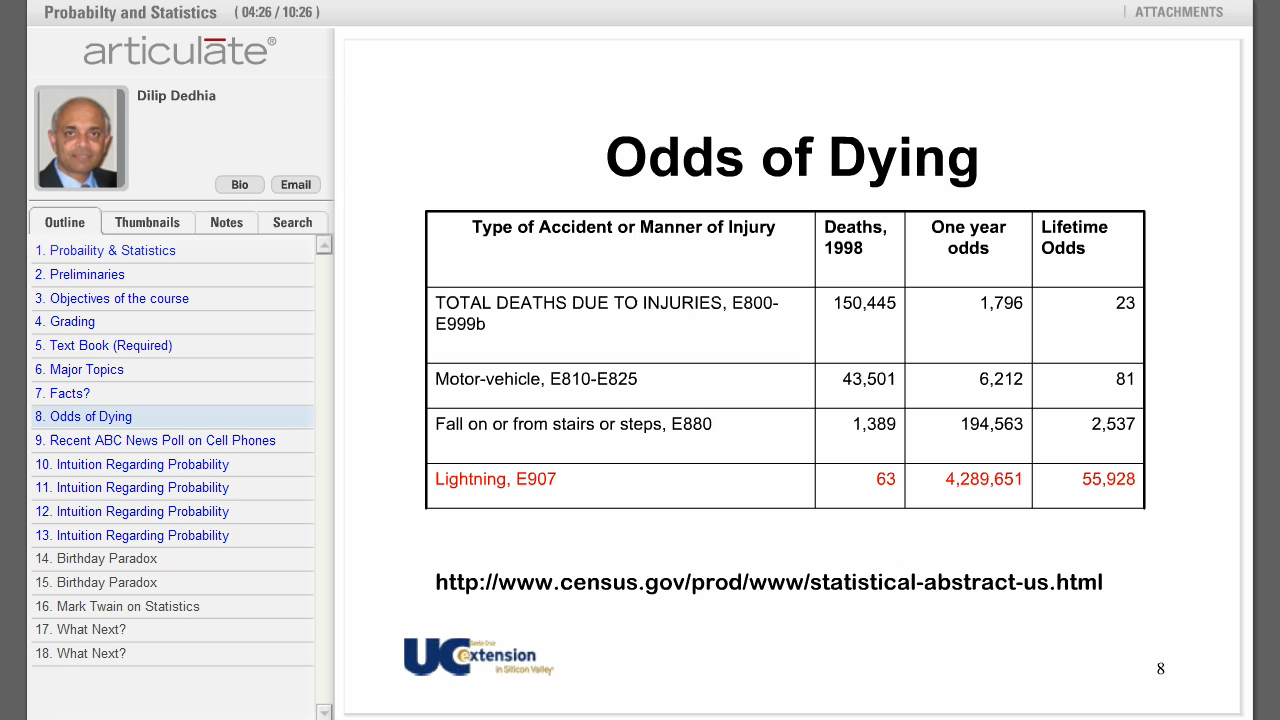 Probabilty and Statistics ( 04:26 / 10:26 )
ATTACHMENTS
articulate®
Dilip Dedhia
Bio Email
Outline Thumbnails Notes Search
1. Probaility & Statistics
2. Preliminaries
3. Objectives of the course
4. Grading
5. Text Book (Required)
6. Major Topics
7. Facts?
8. Odds of Dying
9. Recent ABC News Poll on Cell Phones
10. Intuition Regarding Probability
11. Intuition Regarding Probability
12. Intuition Regarding Probability
13. Intuition Regarding Probability
14. Birthday Paradox
15. Birthday Paradox
16. Mark Twain on Statistics
17. What Next?
18. What Next?
Odds of Dying
Type of Accident or Manner of Injury Deaths, One year Lifetime
1998 odds Odds
TOTAL DEATHS DUE TO INJURIES, E800- 150,445 1,796 23
E999b
Motor-vehicle, E810-E825 43,501 6,212 81
Fall on or from stairs or steps, E880 1,389 194,563 2,537
Lightning, E907 63 4,289,651 55,928
http://www.census.gov/prod/www/statistical-abstract-us.html
UC Santa Cruz
extension
in Silicon Valley
8